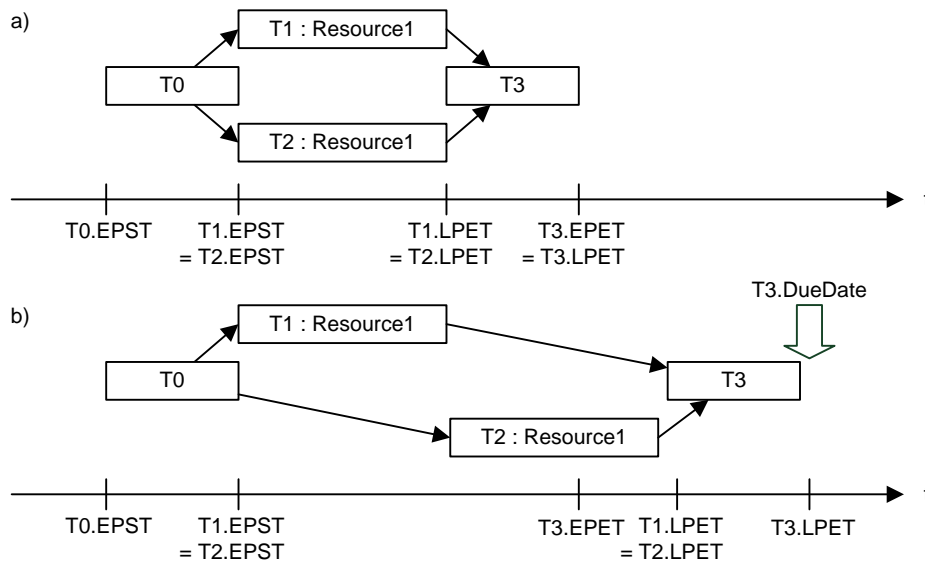 a)
T1 : Resource1
T0
T3
T2 : Resource1
T0.EPST
T1.EPST
= T2.EPST
T1.LPET
= T2.LPET
T3.EPET
= T3.LPET
T3.DueDate
b)
T1 : Resource1
T0
T3
T2 : Resource1
T0.EPST
T1.EPST
= T2.EPST
T3.EPET
T1.LPET
= T2.LPET
T3.LPET